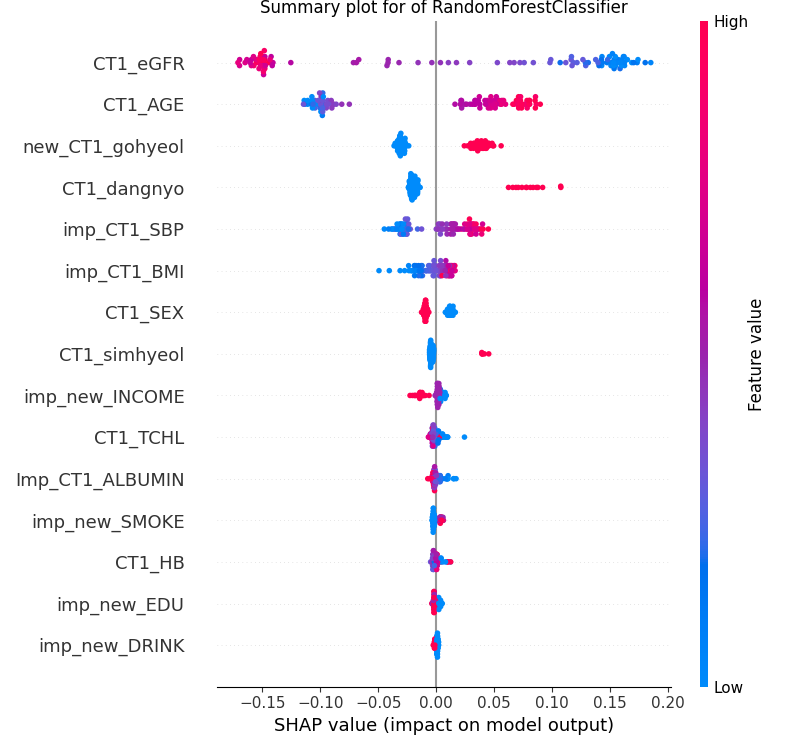 Summary plot for of RandomForestClassifier
High
CT1_eGFR
CT1_AGE
new_CT1_gohyeol
CT1_dangnyo
imp_CT1_SBP
imp_CT1_BMI
CT1_SEX
CT1_simhyeol
imp_new_INCOME
CT1_TCHL
Imp_CT1_ALBUMIN
imp_new_SMOKE
CT1_HB
imp_new_EDU
imp_new_DRINK
Feature value
Low
−0.15 −0.10 −0.05 0.00 0.05 0.10 0.15 0.20
SHAP value (impact on model output)